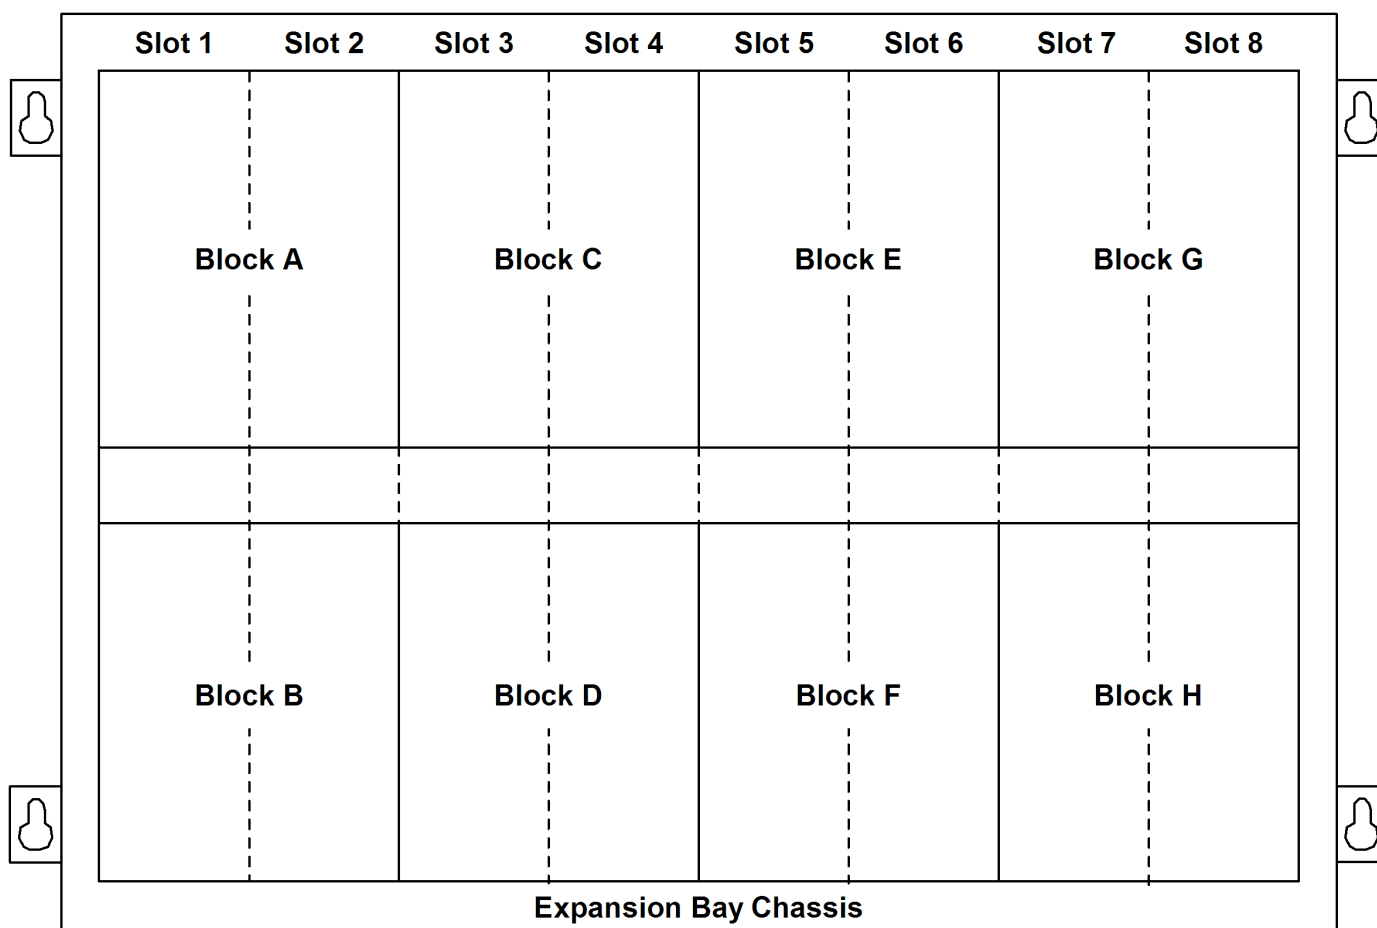 Slot 1 Slot 2 Slot 3 Slot 4 Slot 5 Slot 6 Slot 7 Slot 8
Block A Block C Block E Block G
Block B Block D Block F Block H
Expansion Bay Chassis